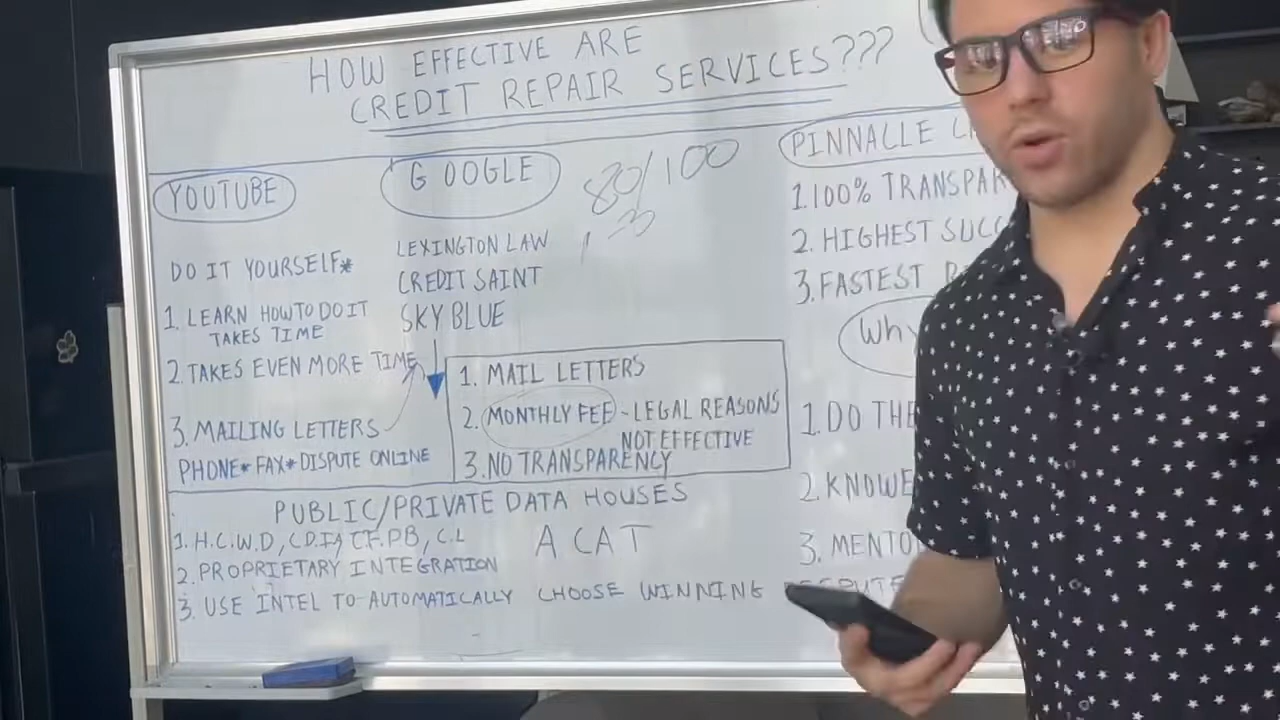 HOW EFFECTIVE ARE
CREDIT REPAIR SERVICES???
YOUTUBE
DO IT YOURSELF*
1. LEARN HOW TO DO IT
TAKES TIME
2. TAKES EVEN MORE TIME
3. MAILING LETTERS
PHONE* FAX* DISPUTE ONLINE
GOOGLE
80/100
LEXINGTON LAW
CREDIT SAINT
SKY BLUE
1. MAIL LETTERS
2. MONTHLY FEE - LEGAL REASONS
NOT EFFECTIVE
3. NO TRANSPARENCY
PINNALLE
1. 100% TRANSPAR
2. HIGHEST SUCC
3. FASTEST
Why
1. DO THE
2. KNOWE
3. MENTO
PUBLIC/PRIVATE DATA HOUSES
1. H.C.W.D, C.D.I.A, C.F.P.B, C.L
A CAT
2. PROPRIETARY INTEGRATION
3. USE INTEL TO AUTOMATICALLY CHOOSE WINNING